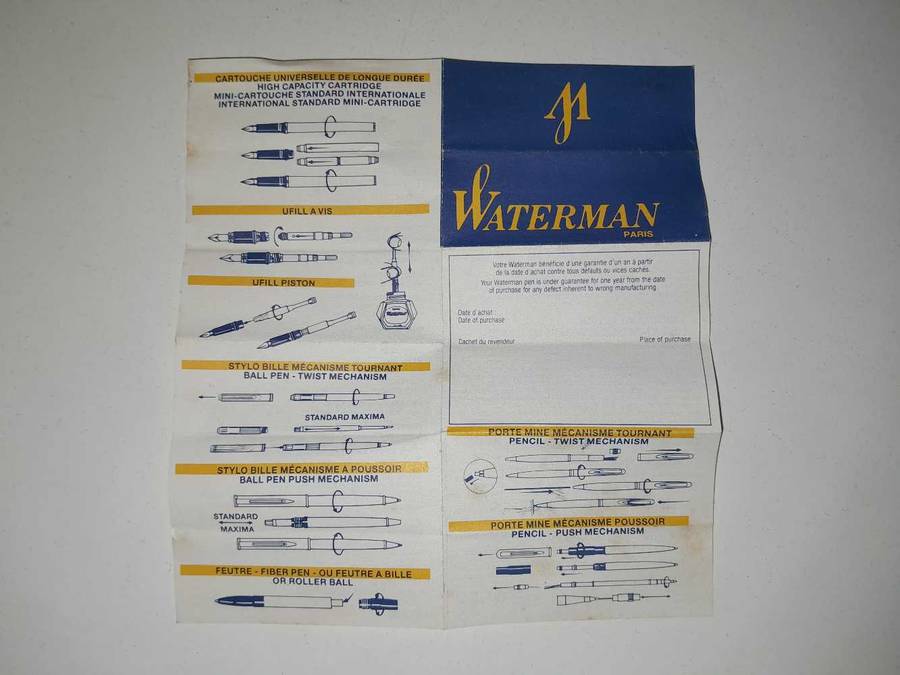 CARTOUCHE UNIVERSELLE DE LONGUE DURÉE
HIGH CAPACITY CARTRIDGE
MINI-CARTOUCHE STANDARD INTERNATIONALE
INTERNATIONAL STANDARD MINI-CARTRIDGE
UFILL A VIS
UFILL PISTON
STYLO BILLE MÉCANISME TOURNANT
BALL PEN - TWIST MECHANISM
STANDARD MAXIMA
STYLO BILLE MÉCANISME A POUSSOIR
BALL PEN PUSH MECHANISM
STANDARD
MAXIMA
FEUTRE - FIBER PEN - OU FEUTRE A BILLE
OR ROLLER BALL
WATERMAN
PARIS
Votre Waterman bénéficie d'une garantie d'un an à partir
de la date d'achat contre tous défauts ou vices cachés.
Your Waterman pen is under guarantee for one year from the date
of purchase for any defect inherent to wrong manufacturing
Date d'achat :
Date of purchase
Cachet du revendeur Place of purchase
PORTE MINE MÉCANISME TOURNANT
PENCIL - TWIST MECHANISM
PORTE MINE MÉCANISME POUSSOIR
PENCIL - PUSH MECHANISM